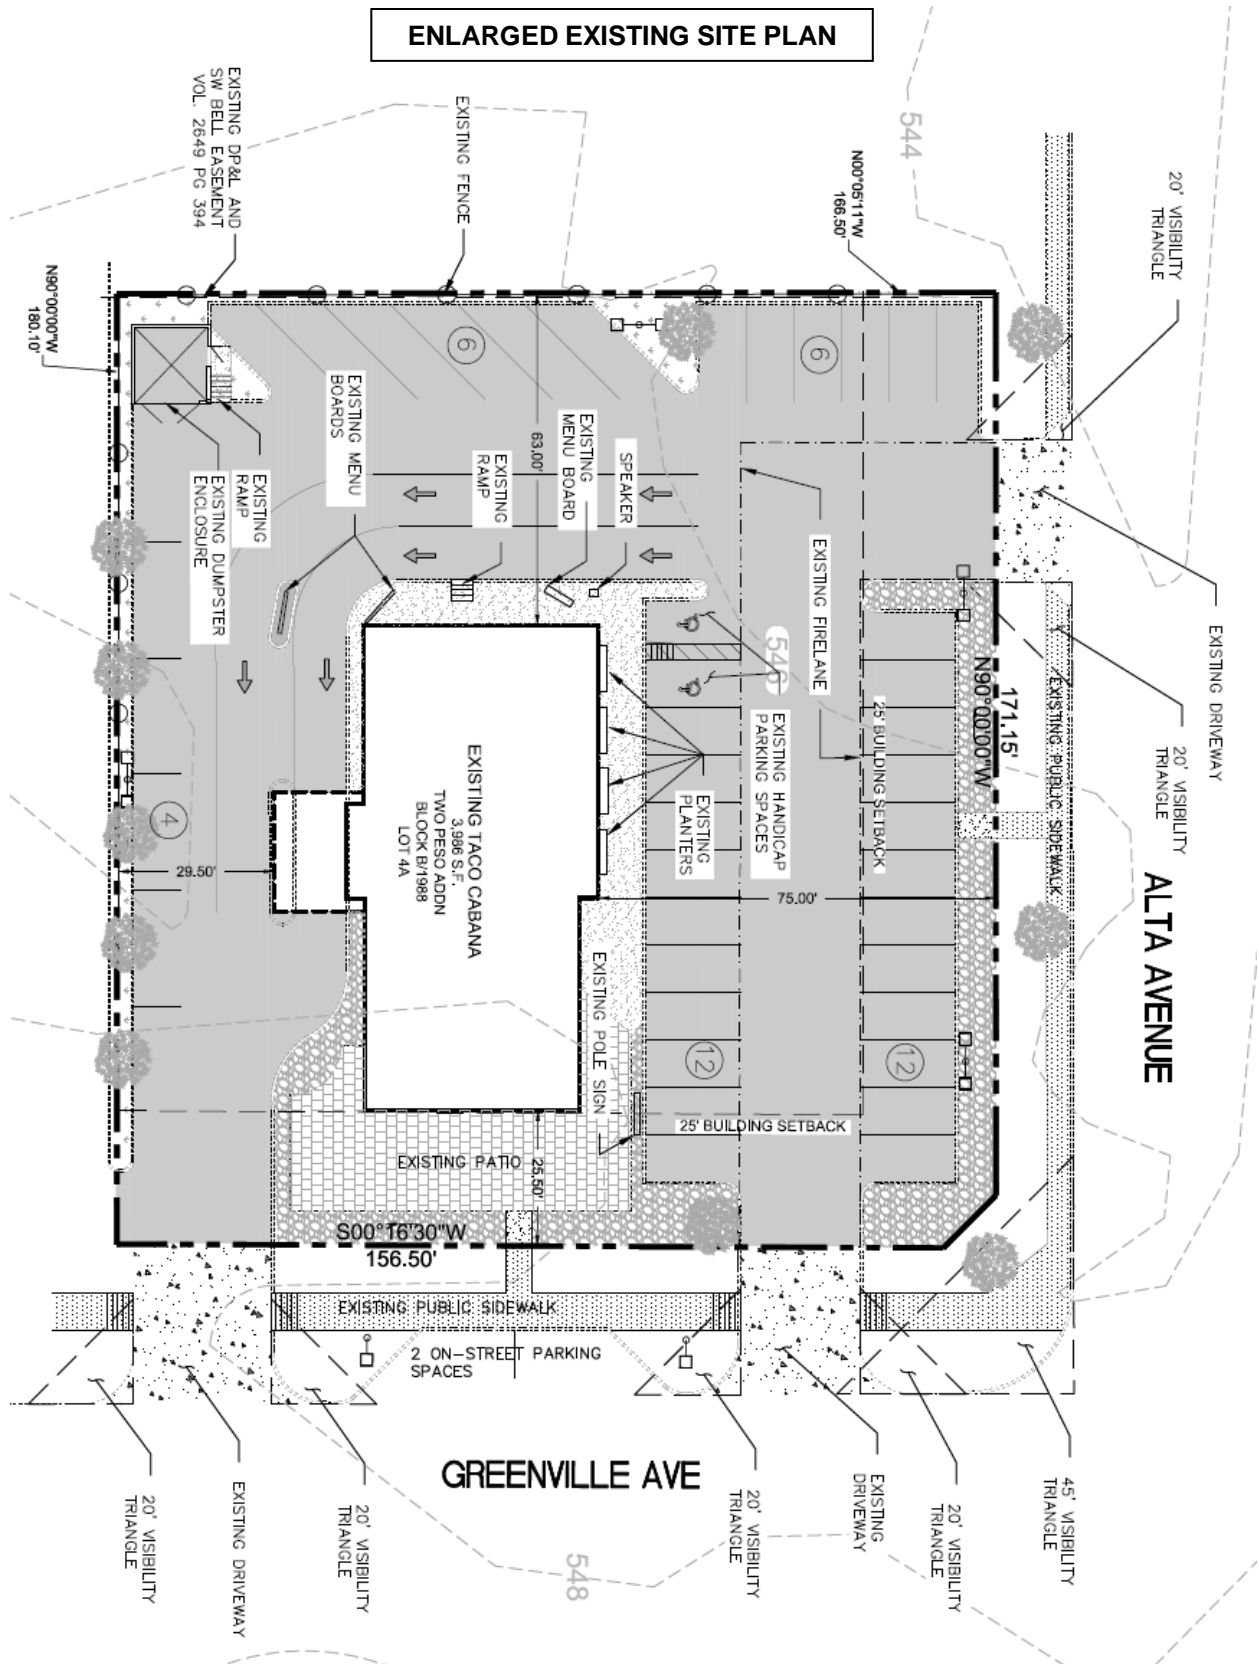 ENLARGED EXISTING SITE PLAN
EXISTING DP&L AND
SW BELL EASEMENT
VOL. 2649 PG 394
EXISTING FENCE
544
N00°05'11"W
166.50'
20' VISIBILITY
TRIANGLE
N90°00'00"W
180.10'
6
6
EXISTING MENU
BOARDS
63.00'
EXISTING
MENU BOARD
SPEAKER
EXISTING
RAMP
EXISTING
RAMP
EXISTING DUMPSTER
ENCLOSURE
EXISTING FIRELANE
EXISTING DRIVEWAY
546
171.15'
N90°00'00"W
EXISTING PUBLIC SIDEWALK
20' VISIBILITY
TRIANGLE
25' BUILDING SETBACK
EXISTING HANDICAP
PARKING SPACES
EXISTING
PLANTERS
EXISTING TACO CABANA
3,986 S.F.
TWO PESO ADDN
BLOCK B/1988
LOT 4A
4
29.50'
75.00'
ALTA AVENUE
EXISTING POLE SIGN
12
12
25' BUILDING SETBACK
EXISTING PATIO
25.50'
S00°16'30"W
156.50'
EXISTING PUBLIC SIDEWALK
2 ON-STREET PARKING
SPACES
GREENVILLE AVE
20' VISIBILITY
TRIANGLE
EXISTING DRIVEWAY
20' VISIBILITY
TRIANGLE
548
20' VISIBILITY
TRIANGLE
EXISTING
DRIVEWAY
20' VISIBILITY
TRIANGLE
45' VISIBILITY
TRIANGLE